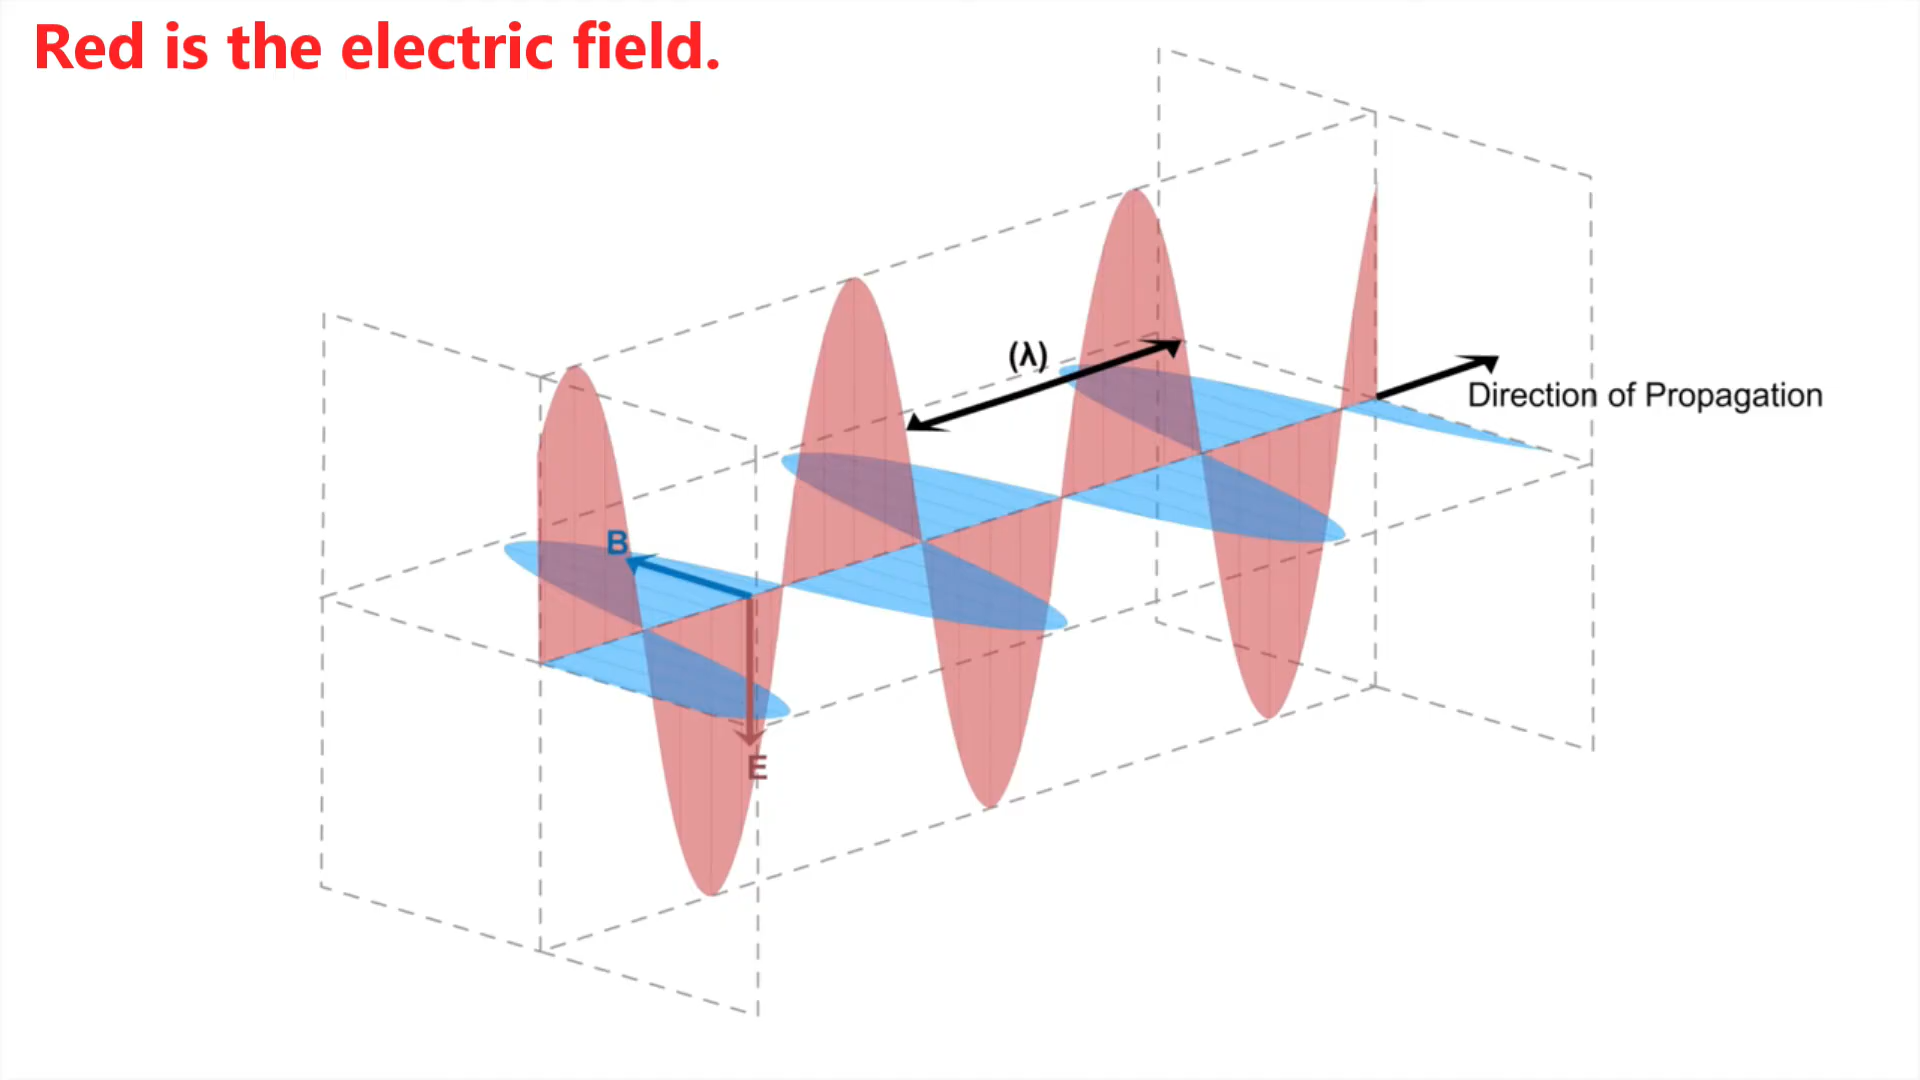 Red is the electric field.
(λ)
Direction of Propagation
B
E